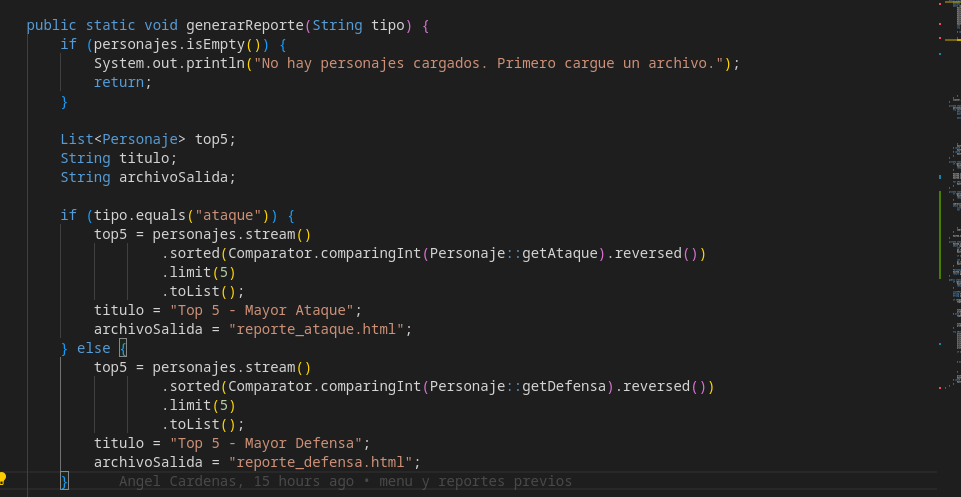 public static void generarReporte(String tipo) {
if (personajes.isEmpty()) {
System.out.println("No hay personajes cargados. Primero cargue un archivo.");
return;
}
List<Personaje> top5;
String titulo;
String archivoSalida;
if (tipo.equals("ataque")) {
top5 = personajes.stream()
.sorted(Comparator.comparingInt(Personaje::getAtaque).reversed())
.limit(5)
.toList();
titulo = "Top 5 - Mayor Ataque";
archivoSalida = "reporte_ataque.html";
} else {
top5 = personajes.stream()
.sorted(Comparator.comparingInt(Personaje::getDefensa).reversed())
.limit(5)
.toList();
titulo = "Top 5 - Mayor Defensa";
archivoSalida = "reporte_defensa.html";
} Angel Cardenas, 15 hours ago • menu y reportes previos